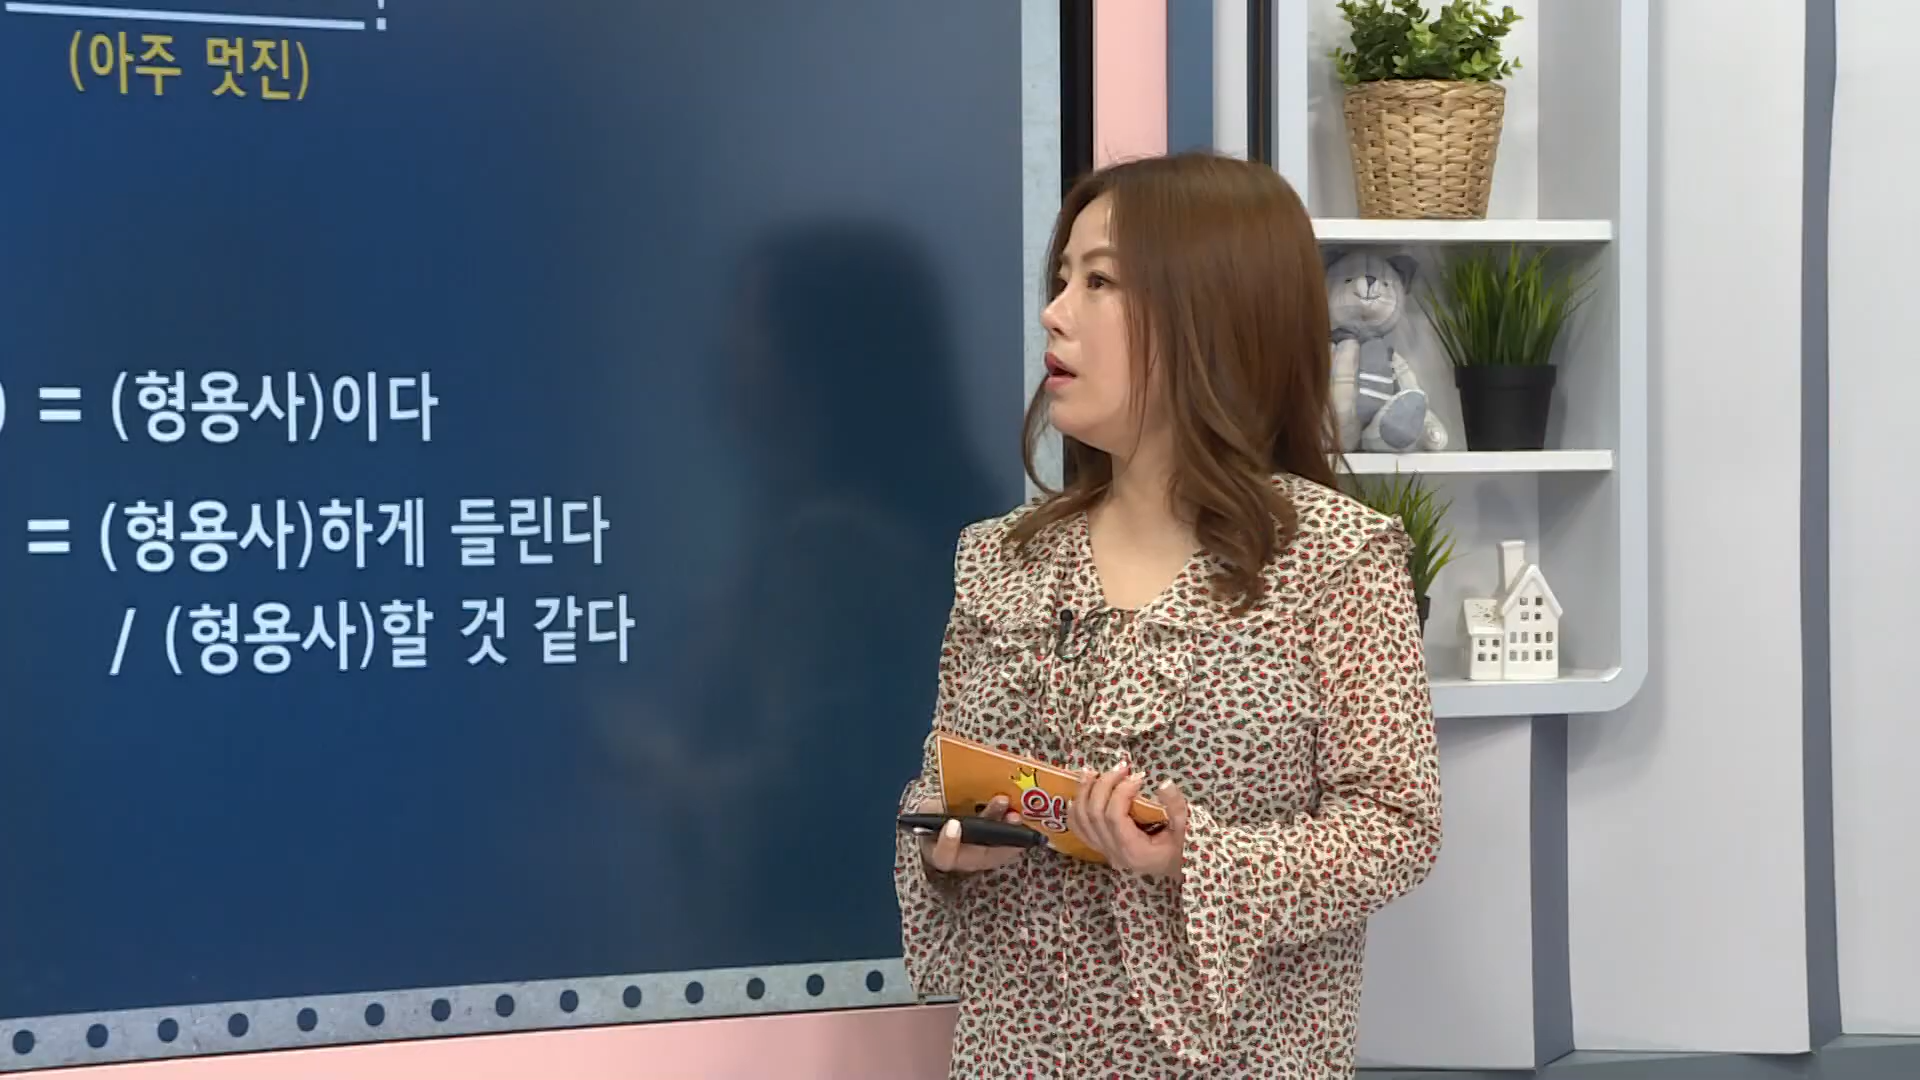 !
(아주 멋진)
) = (형용사)이다
= (형용사)하게 들린다
/ (형용사)할 것 같다
왕